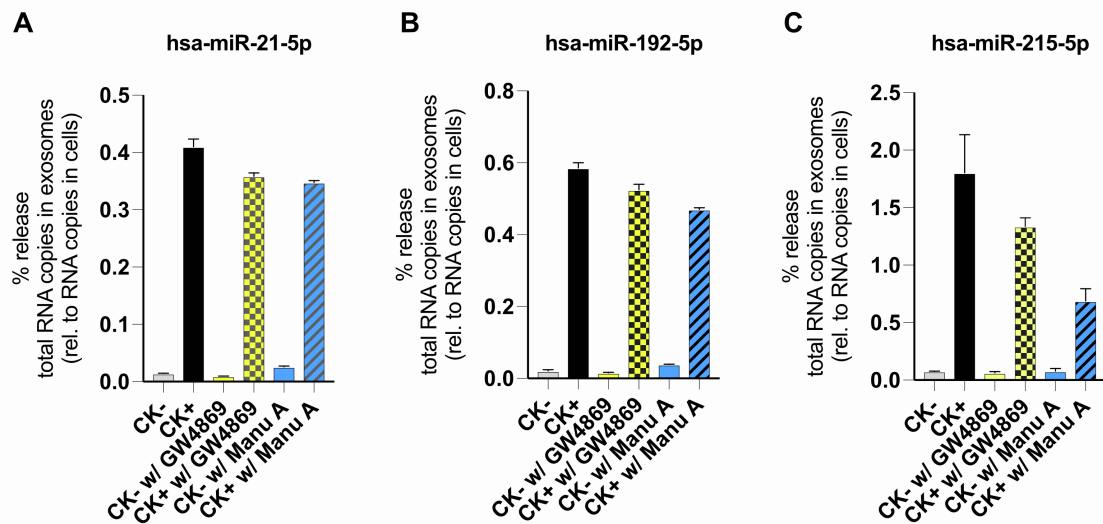 A
hsa-miR-21-5p
% release
total RNA copies in exosomes
(rel. to RNA copies in cells)
0.5
0.4
0.3
0.2
0.1
0.0
CK-
CK+
CK- w/ GW4869
CK+ w/ GW4869
CK- w/ Manu A
CK+ w/ Manu A
B
hsa-miR-192-5p
% release
total RNA copies in exosomes
(rel. to RNA copies in cells)
0.8
0.6
0.4
0.2
0.0
CK-
CK+
CK- w/ GW4869
CK+ w/ GW4869
CK- w/ Manu A
CK+ w/ Manu A
C
hsa-miR-215-5p
% release
total RNA copies in exosomes
(rel. to RNA copies in cells)
2.5
2.0
1.5
1.0
0.5
0.0
CK-
CK+
CK- w/ GW4869
CK+ w/ GW4869
CK- w/ Manu A
CK+ w/ Manu A